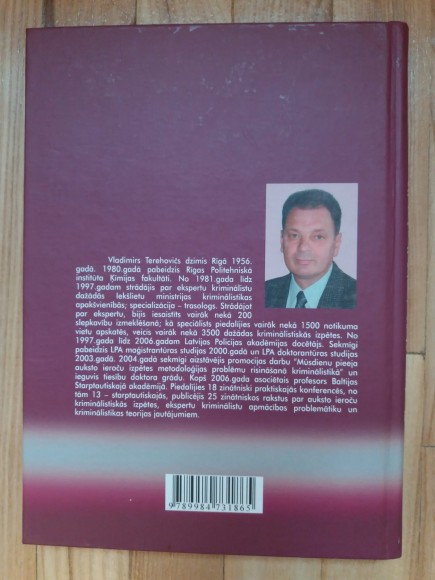 Vladimirs Terehovičs dzimis Rīgā 1956.
gadā. 1980.gadā pabeidzis Rīgas Politehniskā
institūta Ķīmijas fakultāti. No 1981.gada līdz
1997.gadam strādājis par ekspertu kriminālistu
dažādās Iekšlietu ministrijas kriminālistikas
apakšvienībās; specializācija – trasologs. Strādājot
par ekspertu, bijis iesaistīts vairāk nekā 200
slepkavību izmeklēšanā; kā speciālists piedalījies vairāk nekā 1500 notikuma
vietu apskatēs, veicis vairāk nekā 3500 dažādas kriminālistiskās izpētes. No
1997.gada līdz 2006.gadam Latvijas Policijas akadēmijas docētājs. Sekmīgi
pabeidzis LPA maģistrantūras studijas 2000.gadā un LPA doktorantūras studijas
2003.gadā. 2004.gadā sekmīgi aizstāvējis promocijas darbu "Mūsdienu pieeja
auksto ieroču izpētes metodoloģijas problēmu risināšanā kriminālistikā" un
ieguvis tiesību doktora grādu. Kopš 2006.gada asociētais profesors Baltijas
Starptautiskajā akadēmijā. Piedalījies 18 zinātniski praktiskajās konferencēs, no
tām 13 – starptautiskajās, publicējis 25 zinātniskos rakstus par auksto ieroču
kriminālistiskās izpētes, ekspertu kriminālistu apmācības problemātiku un
kriminālistikas teorijas jautājumiem.
9 789984 731865